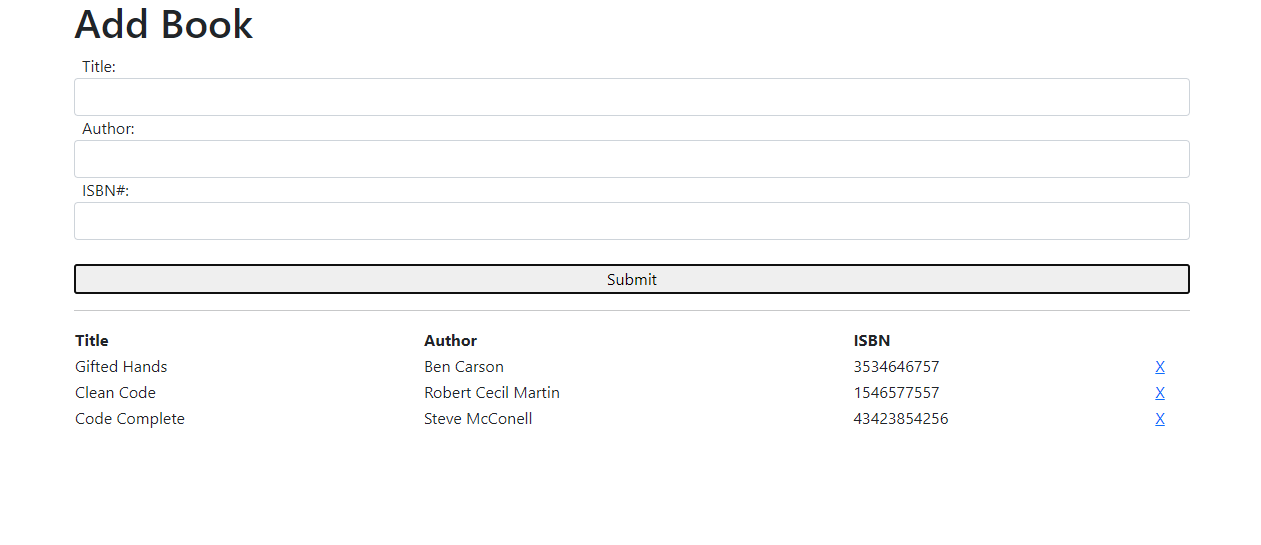 Add Book
Title:
Author:
ISBN#:
Submit
Title Author ISBN
Gifted Hands Ben Carson 3534646757 X
Clean Code Robert Cecil Martin 1546577557 X
Code Complete Steve McConell 43423854256 X